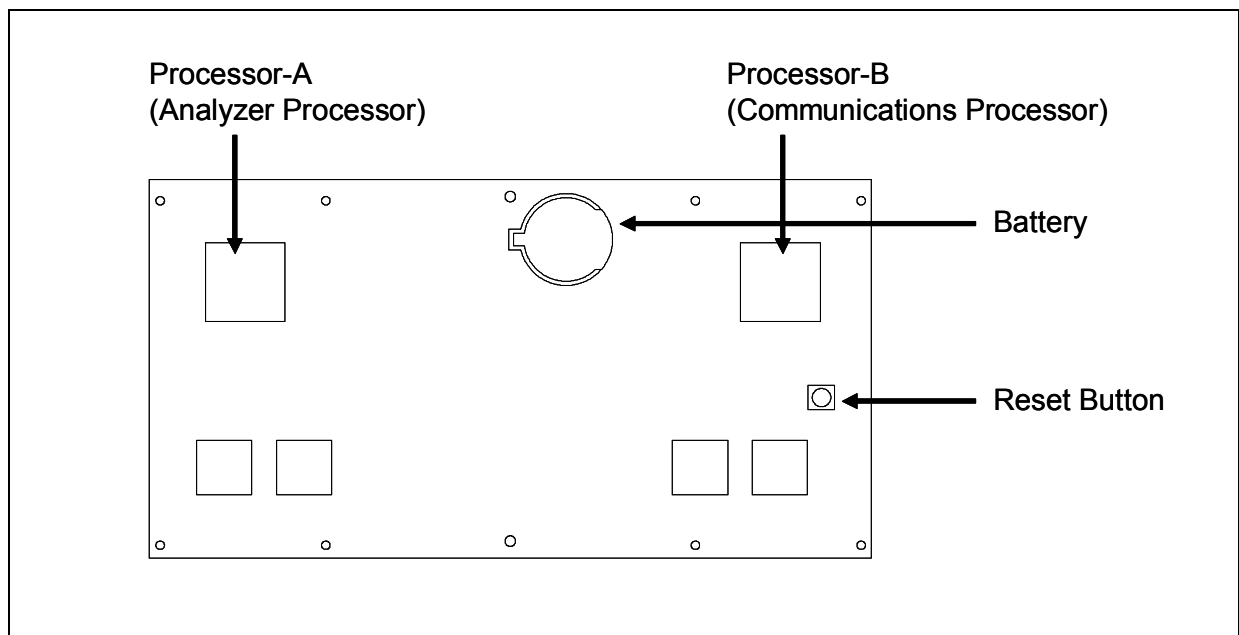 Processor-A
(Analyzer Processor)
Processor-B
(Communications Processor)
Battery
Reset Button